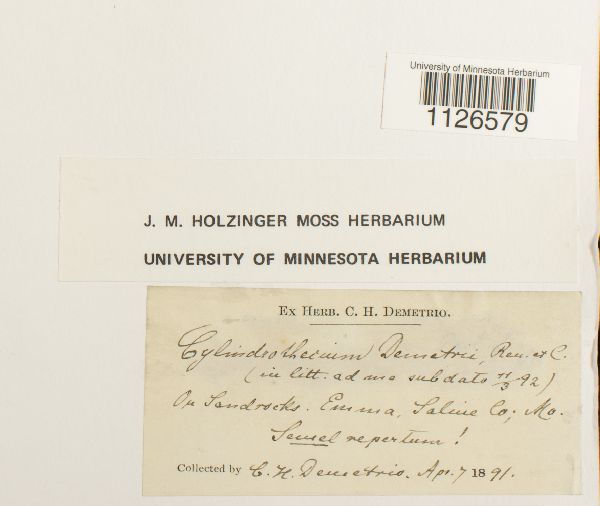 University of Minnesota Herbarium
1126579
J. M. HOLZINGER MOSS HERBARIUM
UNIVERSITY OF MINNESOTA HERBARIUM
EX HERB. C. H. DEMETRIO.
Cylindrothecium Demetrii, Ren. et C.
(in litt. ad me subdato 11/3 92)
On Sandrocks. Emma, Saline Co., Mo.
Semel repertum!
Collected by C. H. Demetrio. Apr. 7 1891.